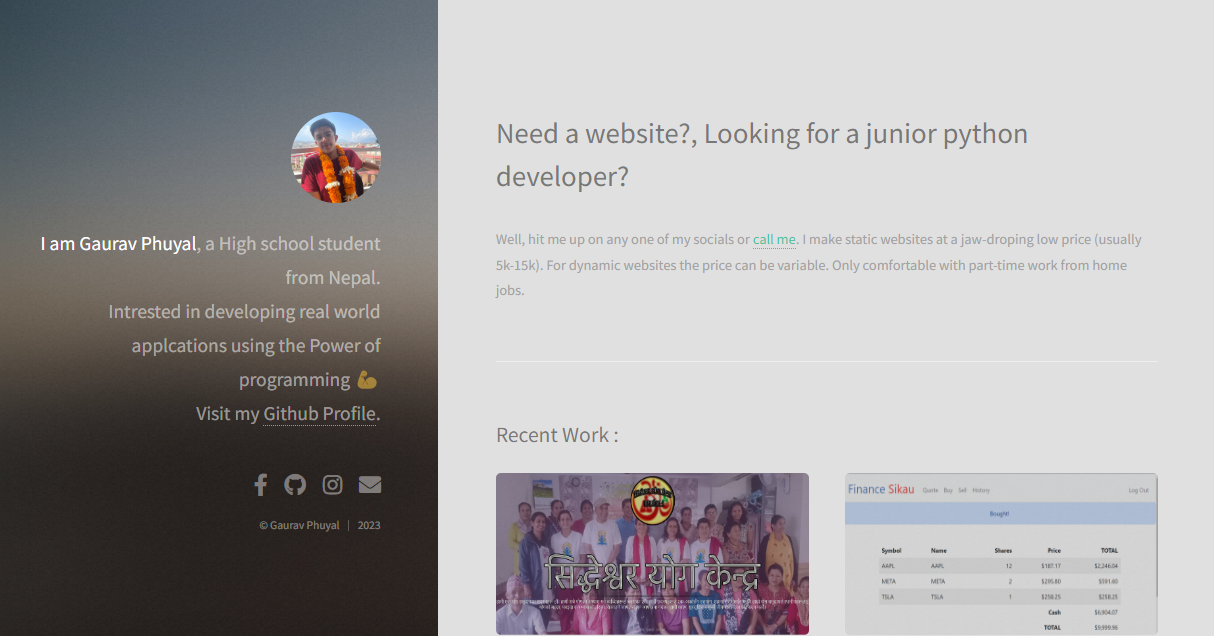 I am Gaurav Phuyal, a High school student
from Nepal.
Intrested in developing real world
applcations using the Power of
programming 💪
Visit my Github Profile.
© Gaurav Phuyal | 2023
Need a website?, Looking for a junior python
developer?
Well, hit me up on any one of my socials or call me. I make static websites at a jaw-droping low price (usually
5k-15k). For dynamic websites the price can be variable. Only comfortable with part-time work from home
jobs.
Recent Work :
सिद्धेश्वर योग केन्द्र
Finance Sikau Quote Buy Sell History Log Out
Bought!
Symbol Name Shares Price TOTAL
AAPL AAPL 12 $187.17 $2,246.04
META META 2 $295.80 $591.60
TSLA TSLA 1 $258.25 $258.25
Cash $6,904.07
TOTAL $9,999.96